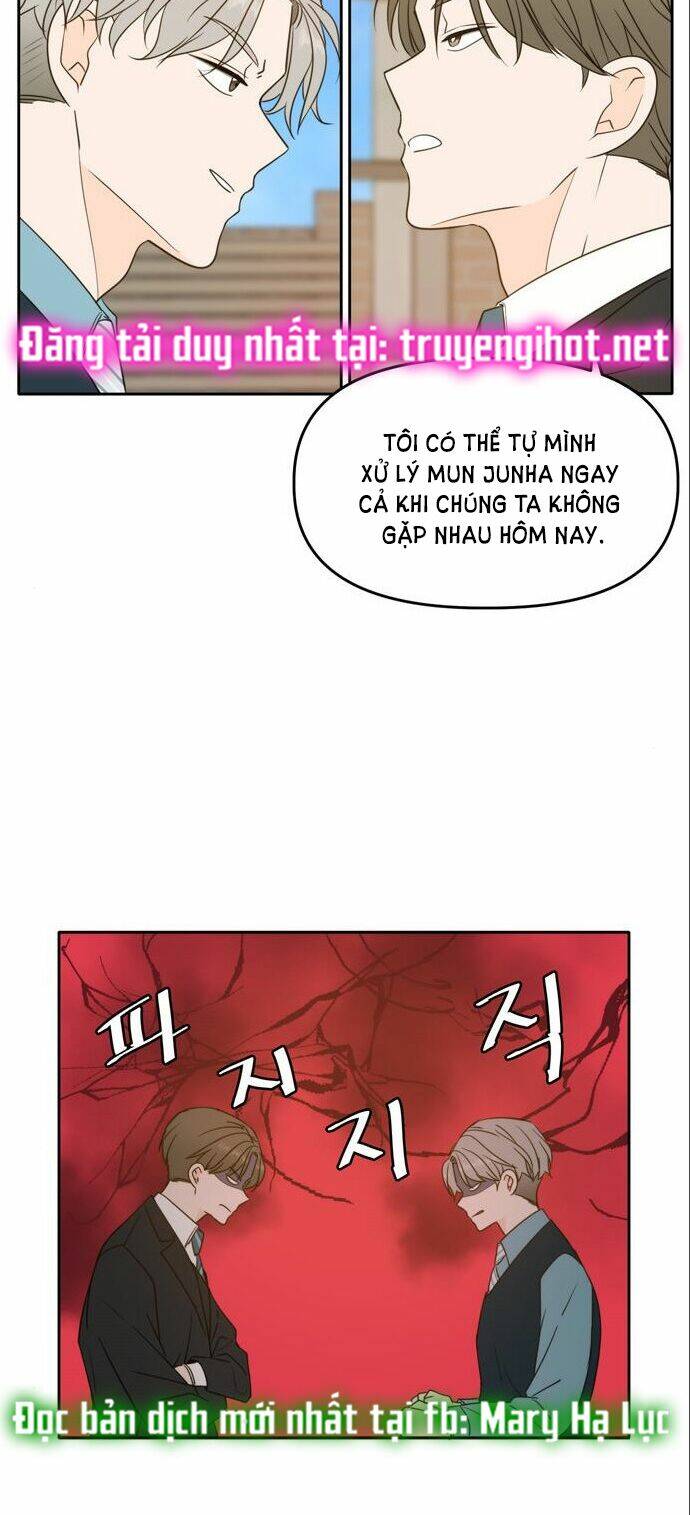 Đăng tải duy nhất tại: truyengihot.net
TÔI CÓ THỂ TỰ MÌNH
XỬ LÝ MUN JUNHA NGAY
CẢ KHI CHÚNG TA KHÔNG
GẶP NHAU HÔM NAY.
파지지직
Đọc bản dịch mới nhất tại fb: Mary Hạ Lục